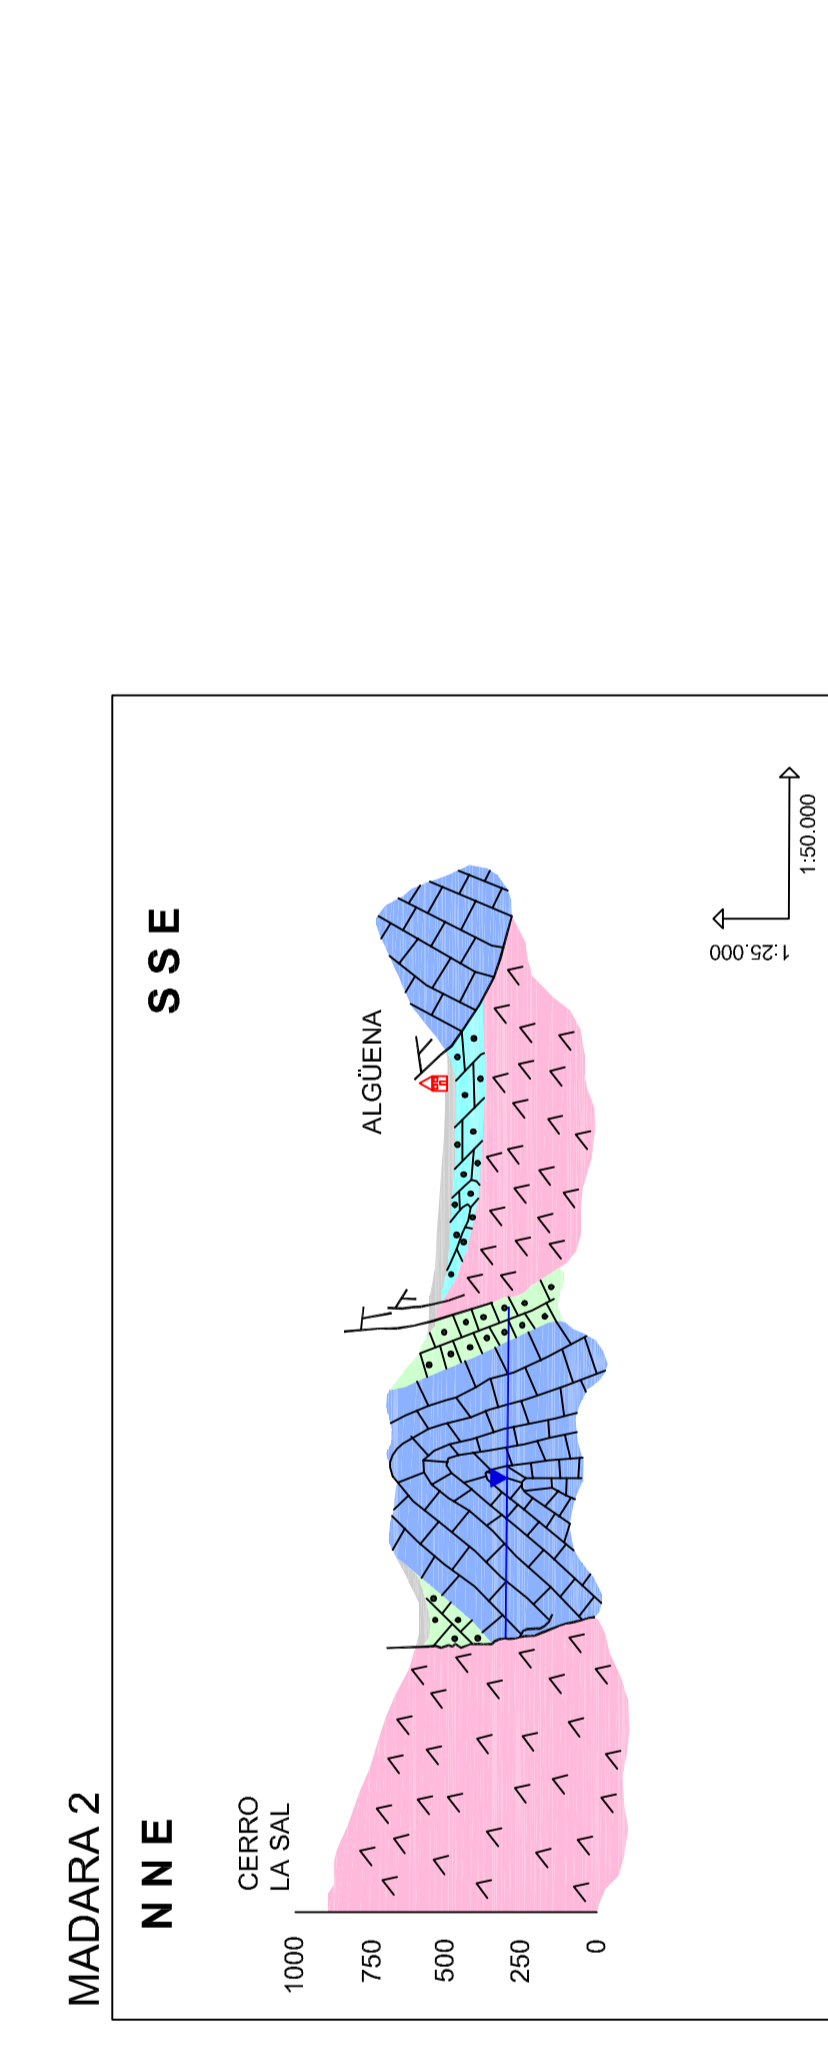 MADARA 2
N N E
S S E
CERRO
LA SAL
ALGÜENA
1000
750
500
250
0
1:25.000
1:50.000